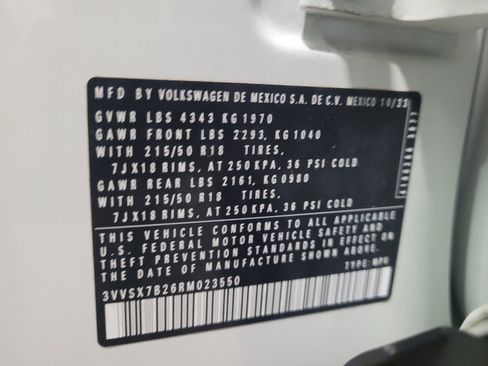 MFD BY VOLKSWAGEN DE MEXICO S.A. DE C.V. MEXICO 10/23
GVWR LBS 4343 KG 1970
GAWR FRONT LBS 2293, KG 1040
WITH 215/50 R18 TIRES,
7JX18 RIMS, AT 250 KPA, 36 PSI COLD
GAWR REAR LBS 2161, KG 0980
WITH 215/50 R18 TIRES,
7JX18 RIMS, AT 250 KPA, 36 PSI COLD
THIS VEHICLE CONFORMS TO ALL APPLICABLE
U.S. FEDERAL MOTOR VEHICLE SAFETY AND
THEFT PREVENTION STANDARDS IN EFFECT ON
THE DATE OF MANUFACTURE SHOWN ABOVE.
3VVSX7B26RM023550 TYPE: MPV